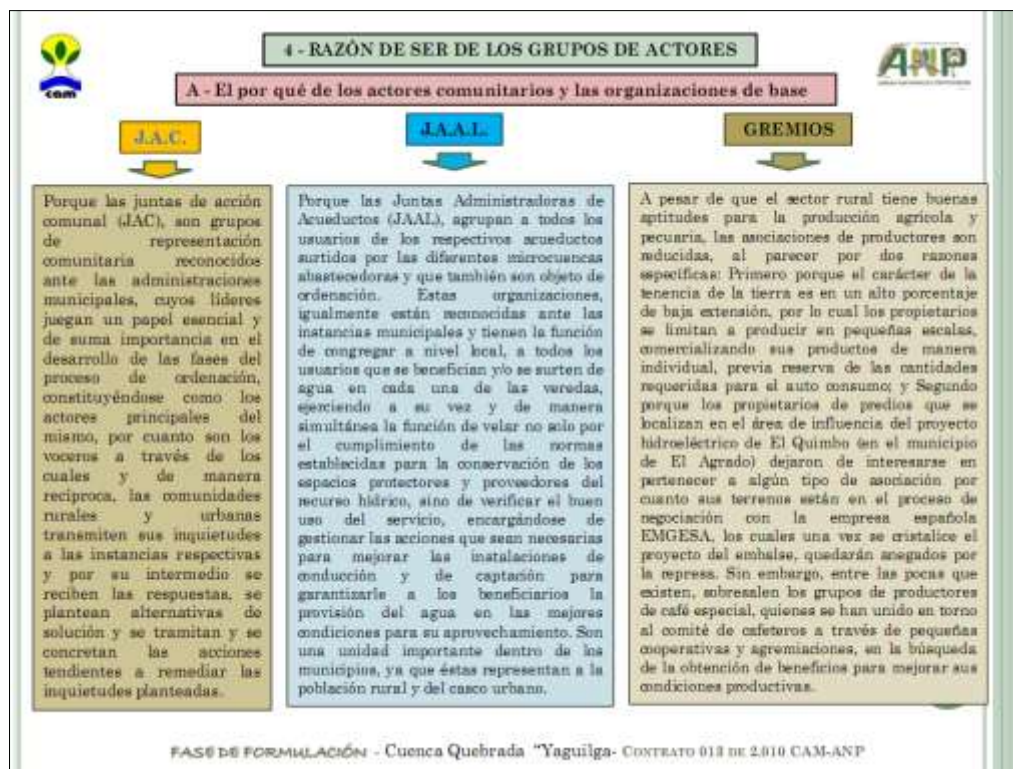 4 - RAZÓN DE SER DE LOS GRUPOS DE ACTORES
cam
ANP
A - El por qué de los actores comunitarios y las organizaciones de base
J.A.C.
Porque las juntas de acción
comunal (JAC), son grupos
de representación
comunitaria reconocidos
ante las administraciones
municipales, cuyos líderes
juegan un papel esencial y
de suma importancia en el
desarrollo de las fases del
proceso de ordenación,
constituyéndose como los
actores principales del
mismo, por cuanto son los
voceros a través de los
cuales y de manera
reciproca, las comunidades
rurales y urbanas
transmiten sus inquietudes
a las instancias respectivas
y por su intermedio se
reciben las respuestas, se
plantean alternativas de
solución y se tramitan y se
concretan las acciones
tendientes a remediar las
inquietudes planteadas.
J.A.A.L.
Porque las Juntas Administradoras de
Acueductos (JAAL), agrupan a todos los
usuarios de los respectivos acueductos
surtidos por las diferentes microcuencas
abastecedoras y que también son objeto de
ordenación. Estas organizaciones,
igualmente están reconocidas ante las
instancias municipales y tienen la función
de congregar a nivel local, a todos los
usuarios que se benefician y/o se surten de
agua en cada una de las veredas,
ejerciendo a su vez y de manera
simultánea la función de velar no solo por
el cumplimiento de las normas
establecidas para la conservación de los
espacios protectores y proveedores del
recurso hídrico, sino de verificar el buen
uso del servicio, encargándose de
gestionar las acciones que sean necesarias
para mejorar las instalaciones de
conducción y de captación para
garantizarle a los beneficiarios la
provisión del agua en las mejores
condiciones para su aprovechamiento. Son
una unidad importante dentro de los
municipios, ya que éstas representan a la
población rural y del casco urbano.
GREMIOS
A pesar de que el sector rural tiene buenas
aptitudes para la producción agrícola y
pecuaria, las asociaciones de productores son
reducidas, al parecer por dos razones
específicas: Primero porque el carácter de la
tenencia de la tierra es en un alto porcentaje
de baja extensión, por lo cual los propietarios
se limitan a producir en pequeñas escalas,
comercializando sus productos de manera
individual, previa reserva de las cantidades
requeridas para el auto consumo; y Segundo
porque los propietarios de predios que se
localizan en el área de influencia del proyecto
hidroeléctrico de El Quimbo (en el municipio
de El Agrado) dejaron de interesarse en
pertenecer a algún tipo de asociación por
cuanto sus terrenos están en el proceso de
negociación con la empresa española
EMGESA, los cuales una vez se cristalice el
proyecto del embalse, quedarán anegados por
la represa. Sin embargo, entre las pocas que
existen, sobresalen los grupos de productores
de café especial, quienes se han unido en torno
al comité de cafeteros a través de pequeñas
cooperativas y agremiaciones, en la búsqueda
de la obtención de beneficios para mejorar sus
condiciones productivas.
FASE DE FORMULACIÓN - Cuenca Quebrada "Yaguilga- CONTRATO 013 DE 2.010 CAM-ANP